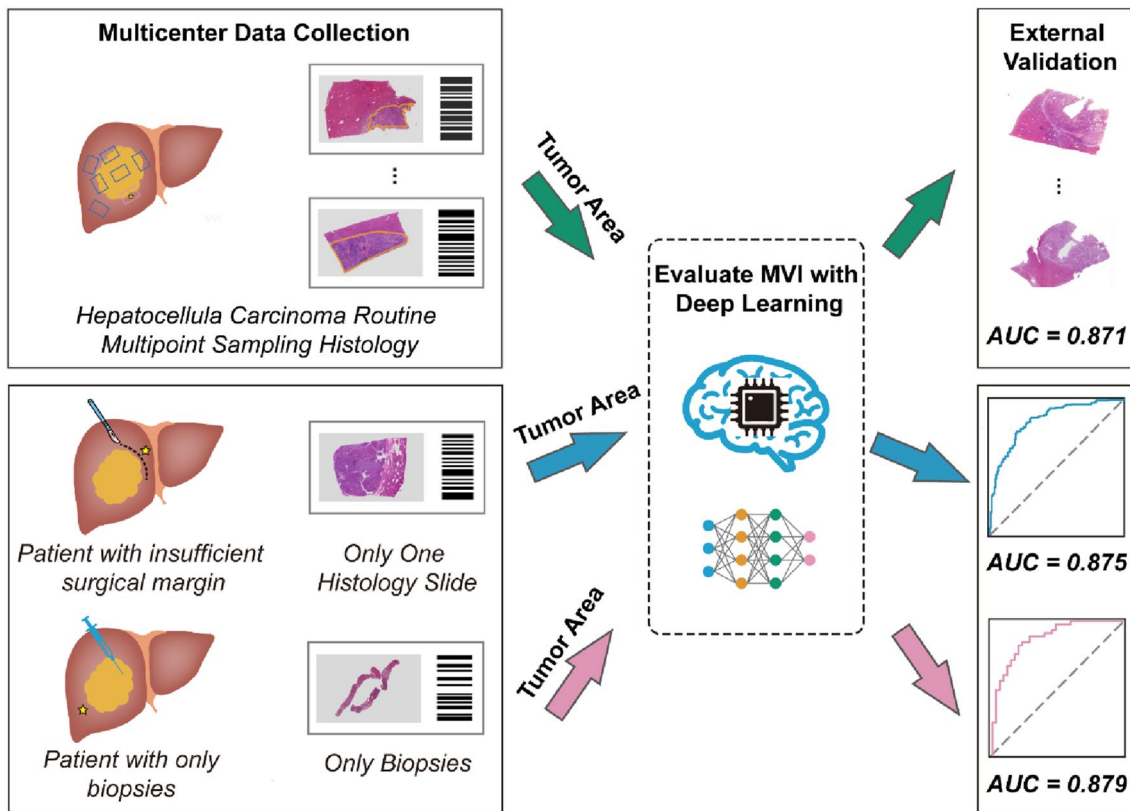 Multicenter Data Collection
⋮
Hepatocellula Carcinoma Routine
Multipoint Sampling Histology
Patient with insufficient
surgical margin
Only One
Histology Slide
Patient with only
biopsies
Only Biopsies
Tumor Area
Tumor Area
Tumor Area
Evaluate MVI with
Deep Learning
External
Validation
⋮
AUC = 0.871
AUC = 0.875
AUC = 0.879